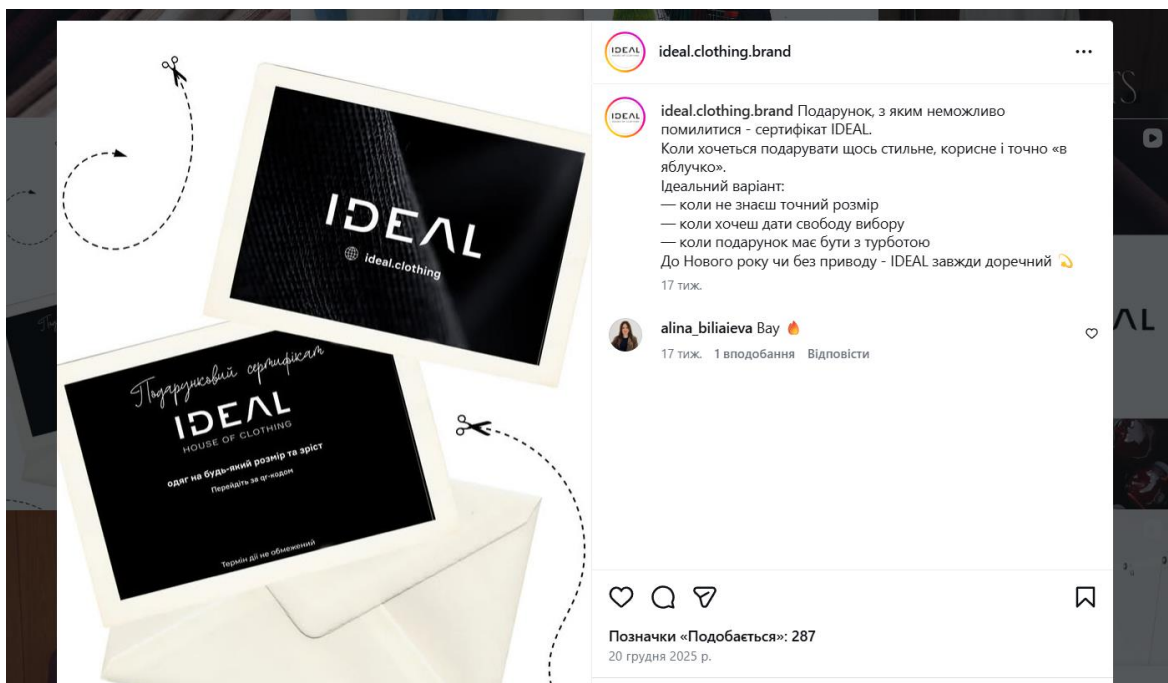 IDEAL
ideal.clothing
Подарунковий сертифікат
IDEAL
HOUSE OF CLOTHING
одяг на будь-який розмір та зріст
Перейдіть за qr-кодом
Термін дії не обмежений
ideal.clothing.brand
ideal.clothing.brand Подарунок, з яким неможливо
помилитися - сертифікат IDEAL.
Коли хочеться подарувати щось стильне, корисне і точно «в
яблучко».
Ідеальний варіант:
— коли не знаєш точний розмір
— коли хочеш дати свободу вибору
— коли подарунок має бути з турботою
До Нового року чи без приводу - IDEAL завжди доречний 💫
17 тиж.
alina_biliaieva Вау 🔥
17 тиж. 1 вподобання Відповісти
Позначки «Подобається»: 287
20 грудня 2025 р.